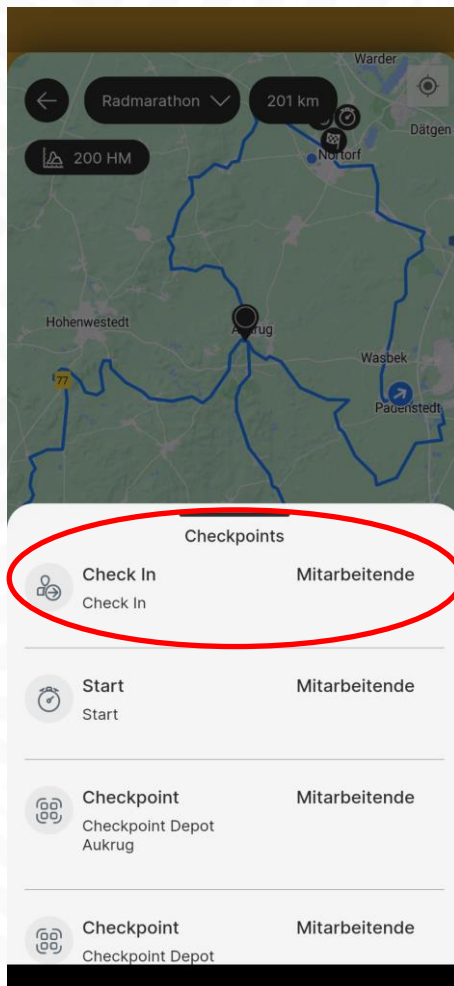 Warder
Radmarathon
201 km
Dätgen
Nortorf
200 HM
Hohenwestedt
Aukrug
Wasbek
77
Padenstedt
Checkpoints
Check In
Mitarbeitende
Check In
Start
Mitarbeitende
Start
Checkpoint
Mitarbeitende
Checkpoint Depot
Aukrug
Checkpoint
Mitarbeitende
Checkpoint Depot